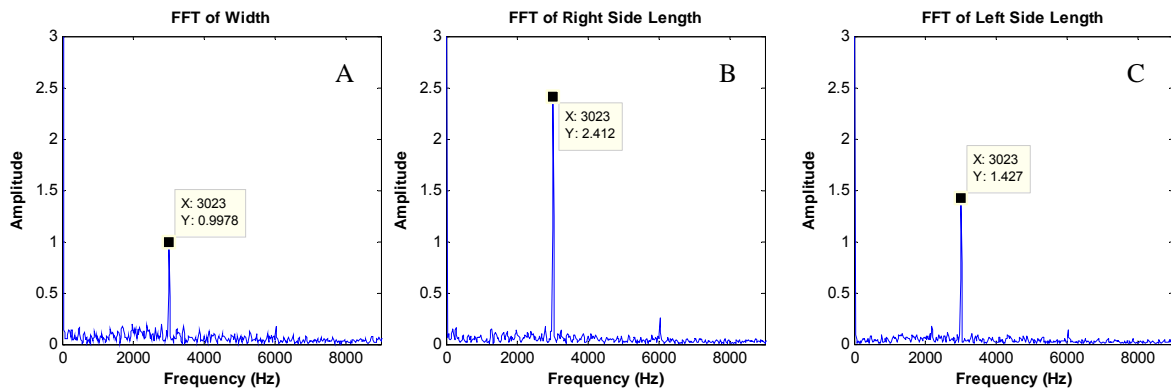 FFT of Width
3
2.5
2
1.5
1
0.5
0
0 2000 4000 6000 8000
Amplitude
Frequency (Hz)
A
X: 3023
Y: 0.9978
FFT of Right Side Length
3
2.5
2
1.5
1
0.5
0
0 2000 4000 6000 8000
Amplitude
Frequency (Hz)
B
X: 3023
Y: 2.412
FFT of Left Side Length
3
2.5
2
1.5
1
0.5
0
0 2000 4000 6000 8000
Amplitude
Frequency (Hz)
C
X: 3023
Y: 1.427